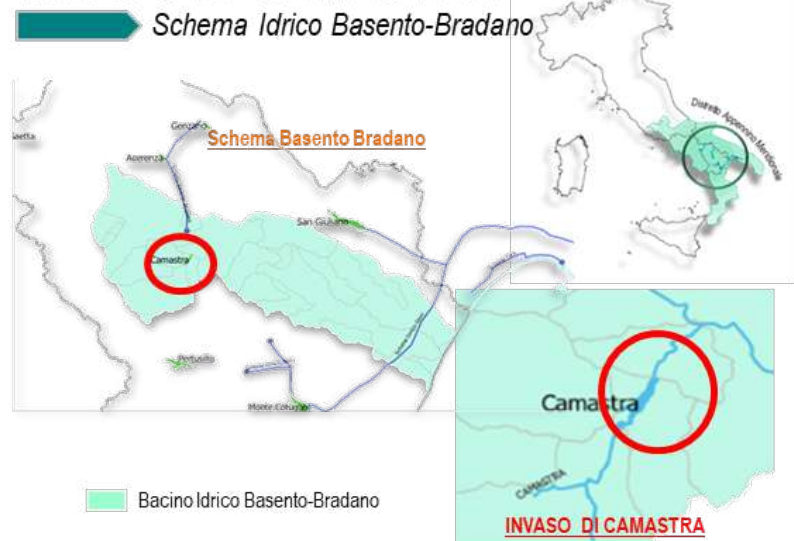 Schema Idrico Basento-Bradano
Distretto Appennino Meridionale
Genzano
Schema Basento Bradano
Acerenza
San Giuliano
Camastra
Pertusillo
Monte Cotugno
Camastra
CAMASTRA
INVASO DI CAMASTRA
Bacino Idrico Basento-Bradano